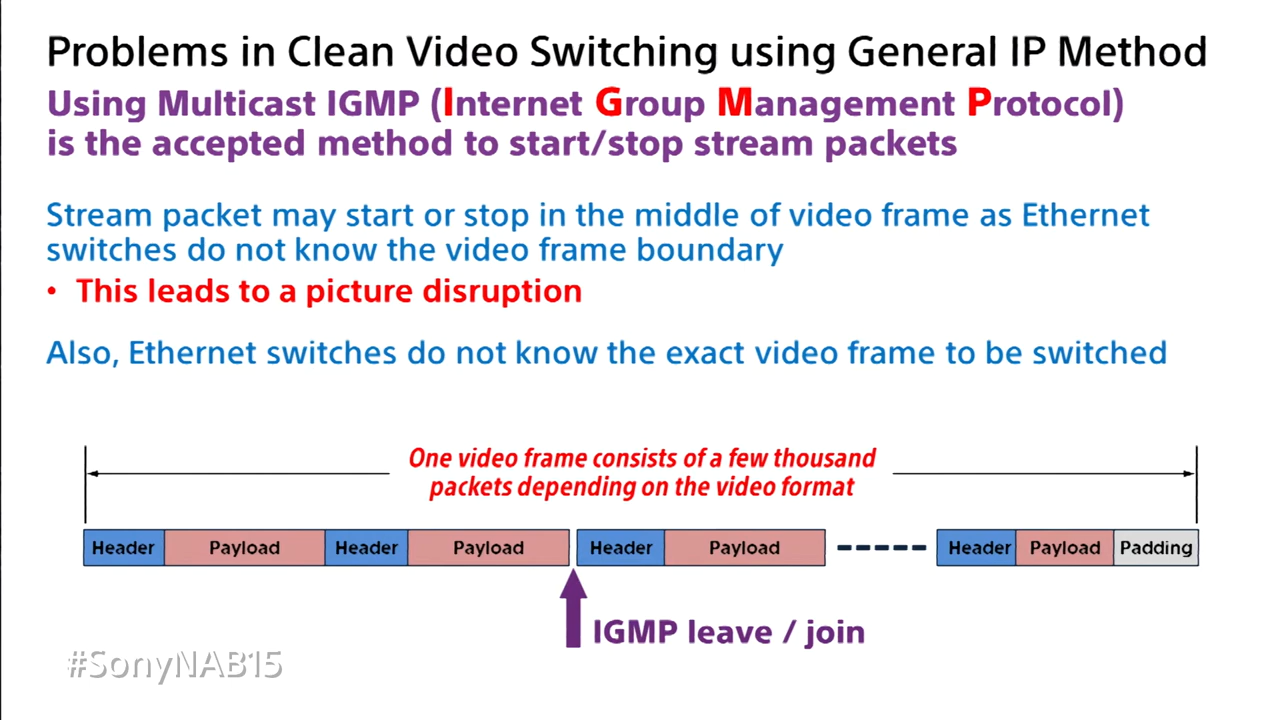 Problems in Clean Video Switching using General IP Method
Using Multicast IGMP (Internet Group Management Protocol)
is the accepted method to start/stop stream packets
Stream packet may start or stop in the middle of video frame as Ethernet
switches do not know the video frame boundary
• This leads to a picture disruption
Also, Ethernet switches do not know the exact video frame to be switched
One video frame consists of a few thousand
packets depending on the video format
Header Payload Header Payload Header Payload Header Payload Padding
IGMP leave / join
#SonyNAB15